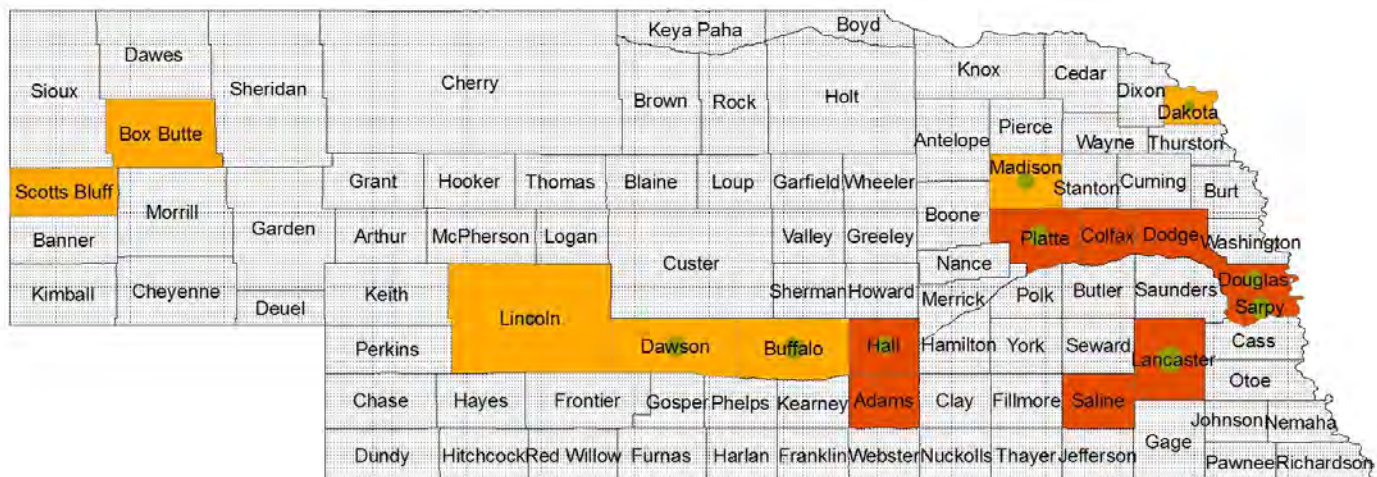 Keya Paha Boyd
Dawes Knox Cedar
Sioux Sheridan Cherry Brown Rock Holt Dixon
Dakota
Box Butte Antelope Pierce
Wayne Thurston
Scotts Bluff Grant Hooker Thomas Blaine Loup Garfield Wheeler Madison Stanton Cuming Burt
Morrill Garden Boone
Banner Arthur McPherson Logan Valley Greeley Platte Colfax Dodge Washington
Custer Nance
Kimball Cheyenne Deuel Keith Sherman Howard Merrick Polk Butler Saunders Douglas
Sarpy
Lincoln
Perkins Dawson Buffalo Hall Hamilton York Seward Lancaster Cass
Otoe
Chase Hayes Frontier Gosper Phelps Kearney Adams Clay Fillmore Saline
Johnson Nemaha
Gage
Dundy Hitchcock Red Willow Furnas Harlan Franklin Webster Nuckolls Thayer Jefferson Pawnee Richardson